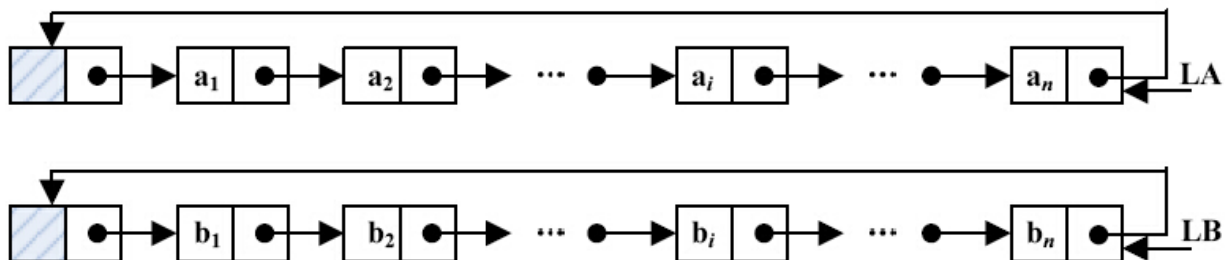 a₁ a₂ ... aᵢ ... aₙ LA
b₁ b₂ ... bᵢ ... bₙ LB